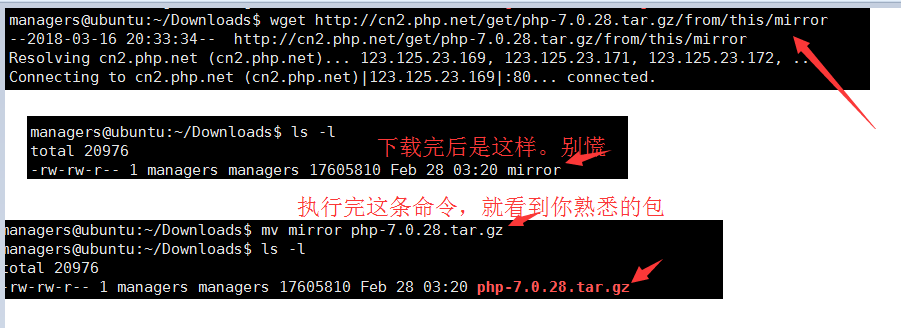 managers@ubuntu:~/Downloads$ wget http://cn2.php.net/get/php-7.0.28.tar.gz/from/this/mirror
--2018-03-16 20:33:34--  http://cn2.php.net/get/php-7.0.28.tar.gz/from/this/mirror
Resolving cn2.php.net (cn2.php.net)... 123.125.23.169, 123.125.23.171, 123.125.23.172, ..
Connecting to cn2.php.net (cn2.php.net)|123.125.23.169|:80... connected.
managers@ubuntu:~/Downloads$ ls -l
total 20976
下载完后是这样。别慌
-rw-rw-r-- 1 managers managers 17605810 Feb 28 03:20 mirror
执行完这条命令，就看到你熟悉的包
managers@ubuntu:~/Downloads$ mv mirror php-7.0.28.tar.gz
managers@ubuntu:~/Downloads$ ls -l
total 20976
-rw-rw-r-- 1 managers managers 17605810 Feb 28 03:20 php-7.0.28.tar.gz